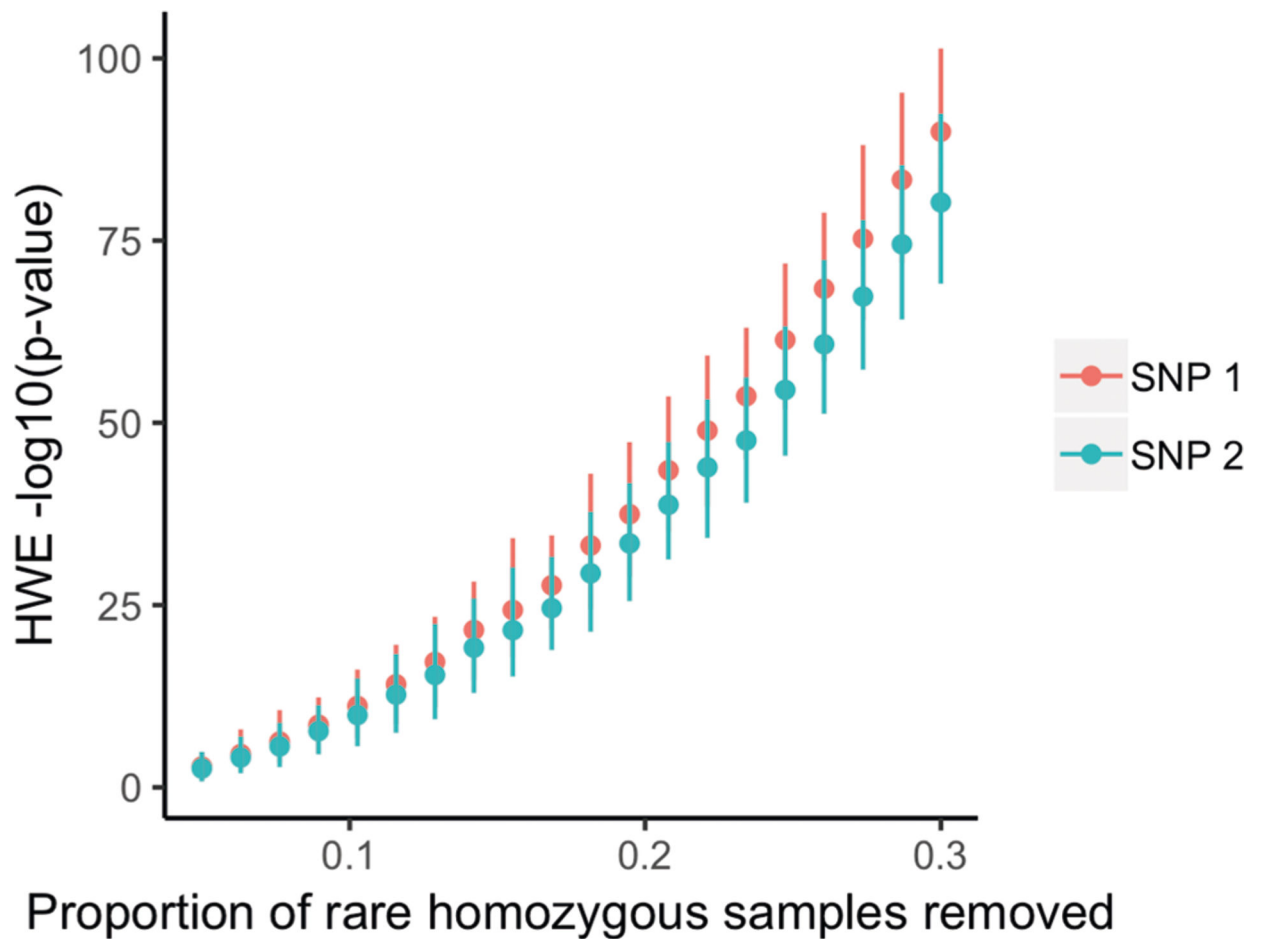 HWE -log10(p-value)
100
75
50
25
0
0.1 0.2 0.3
Proportion of rare homozygous samples removed
SNP 1
SNP 2